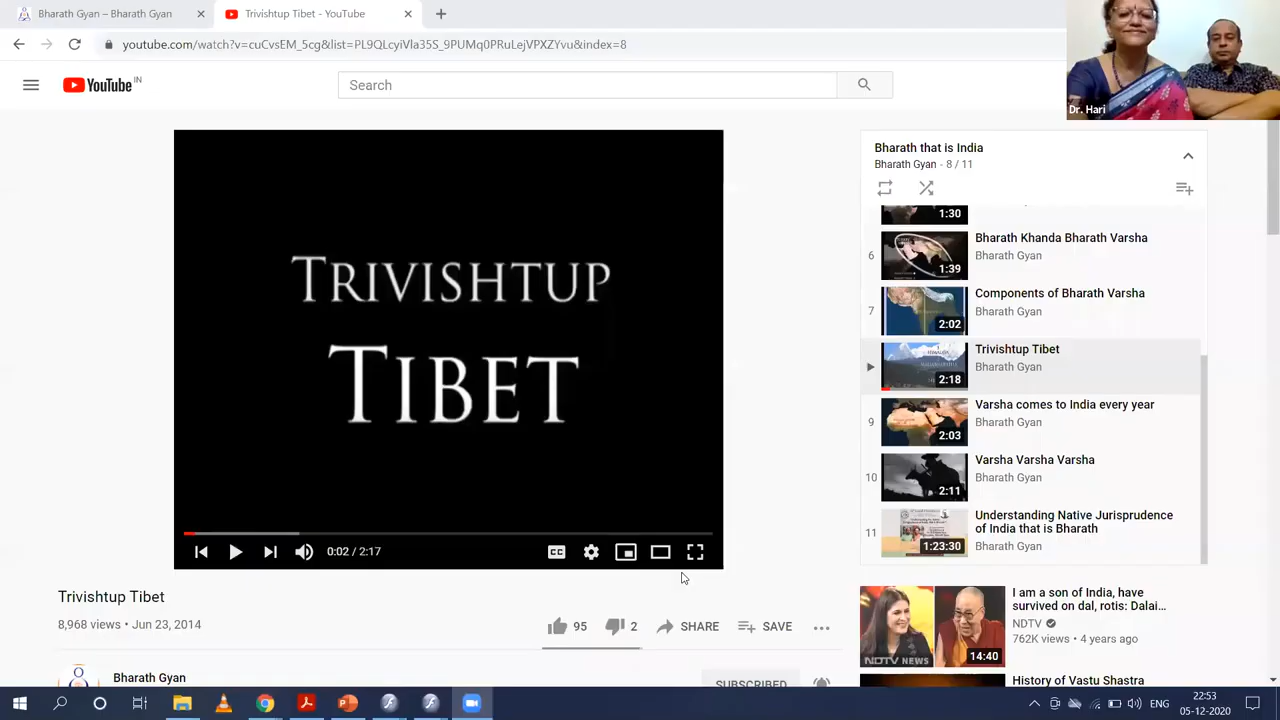 Bharath Gyan – Bharath Gyan
Trivishtup Tibet - YouTube
youtube.com/watch?v=cuCvsEM_5cg&list=PL9QLcyiVa353_3PUMq0PRdLejVPXZYvu&index=8
YouTube IN
Search
Dr. Hari
TRIVISHTUP
TIBET
0:02 / 2:17
CC
Trivishtup Tibet
8,968 views • Jun 23, 2014
95
2
SHARE
SAVE
Bharath Gyan
SUBSCRIBED
Bharath that is India
Bharath Gyan - 8 / 11
1:30
6
Bharath Khanda Bharath Varsha
Bharath Gyan
1:39
7
Components of Bharath Varsha
Bharath Gyan
2:02
Trivishtup Tibet
Bharath Gyan
2:18
9
Varsha comes to India every year
Bharath Gyan
2:03
10
Varsha Varsha Varsha
Bharath Gyan
2:11
11
Understanding Native Jurisprudence
of India that is Bharath
Bharath Gyan
1:23:30
I am a son of India, have
survived on dal, rotis: Dalai...
NDTV
762K views • 4 years ago
NDTV NEWS
14:40
History of Vastu Shastra
22:53
05-12-2020